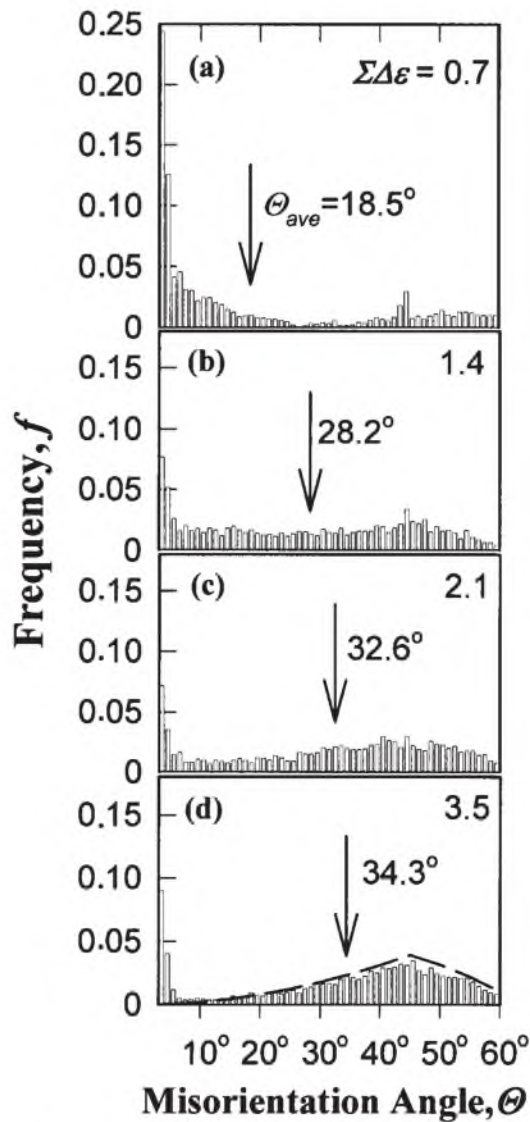 0.25
(a) ΣΔε = 0.7
0.20
0.15
Θave=18.5°
0.10
0.05
0
(b) 1.4
0.15
0.10
28.2°
0.05
0
(c) 2.1
0.15
0.10
32.6°
0.05
0
(d) 3.5
0.15
0.10
34.3°
0.05
0
10° 20° 30° 40° 50° 60°
Misorientation Angle,Θ
Frequency, f